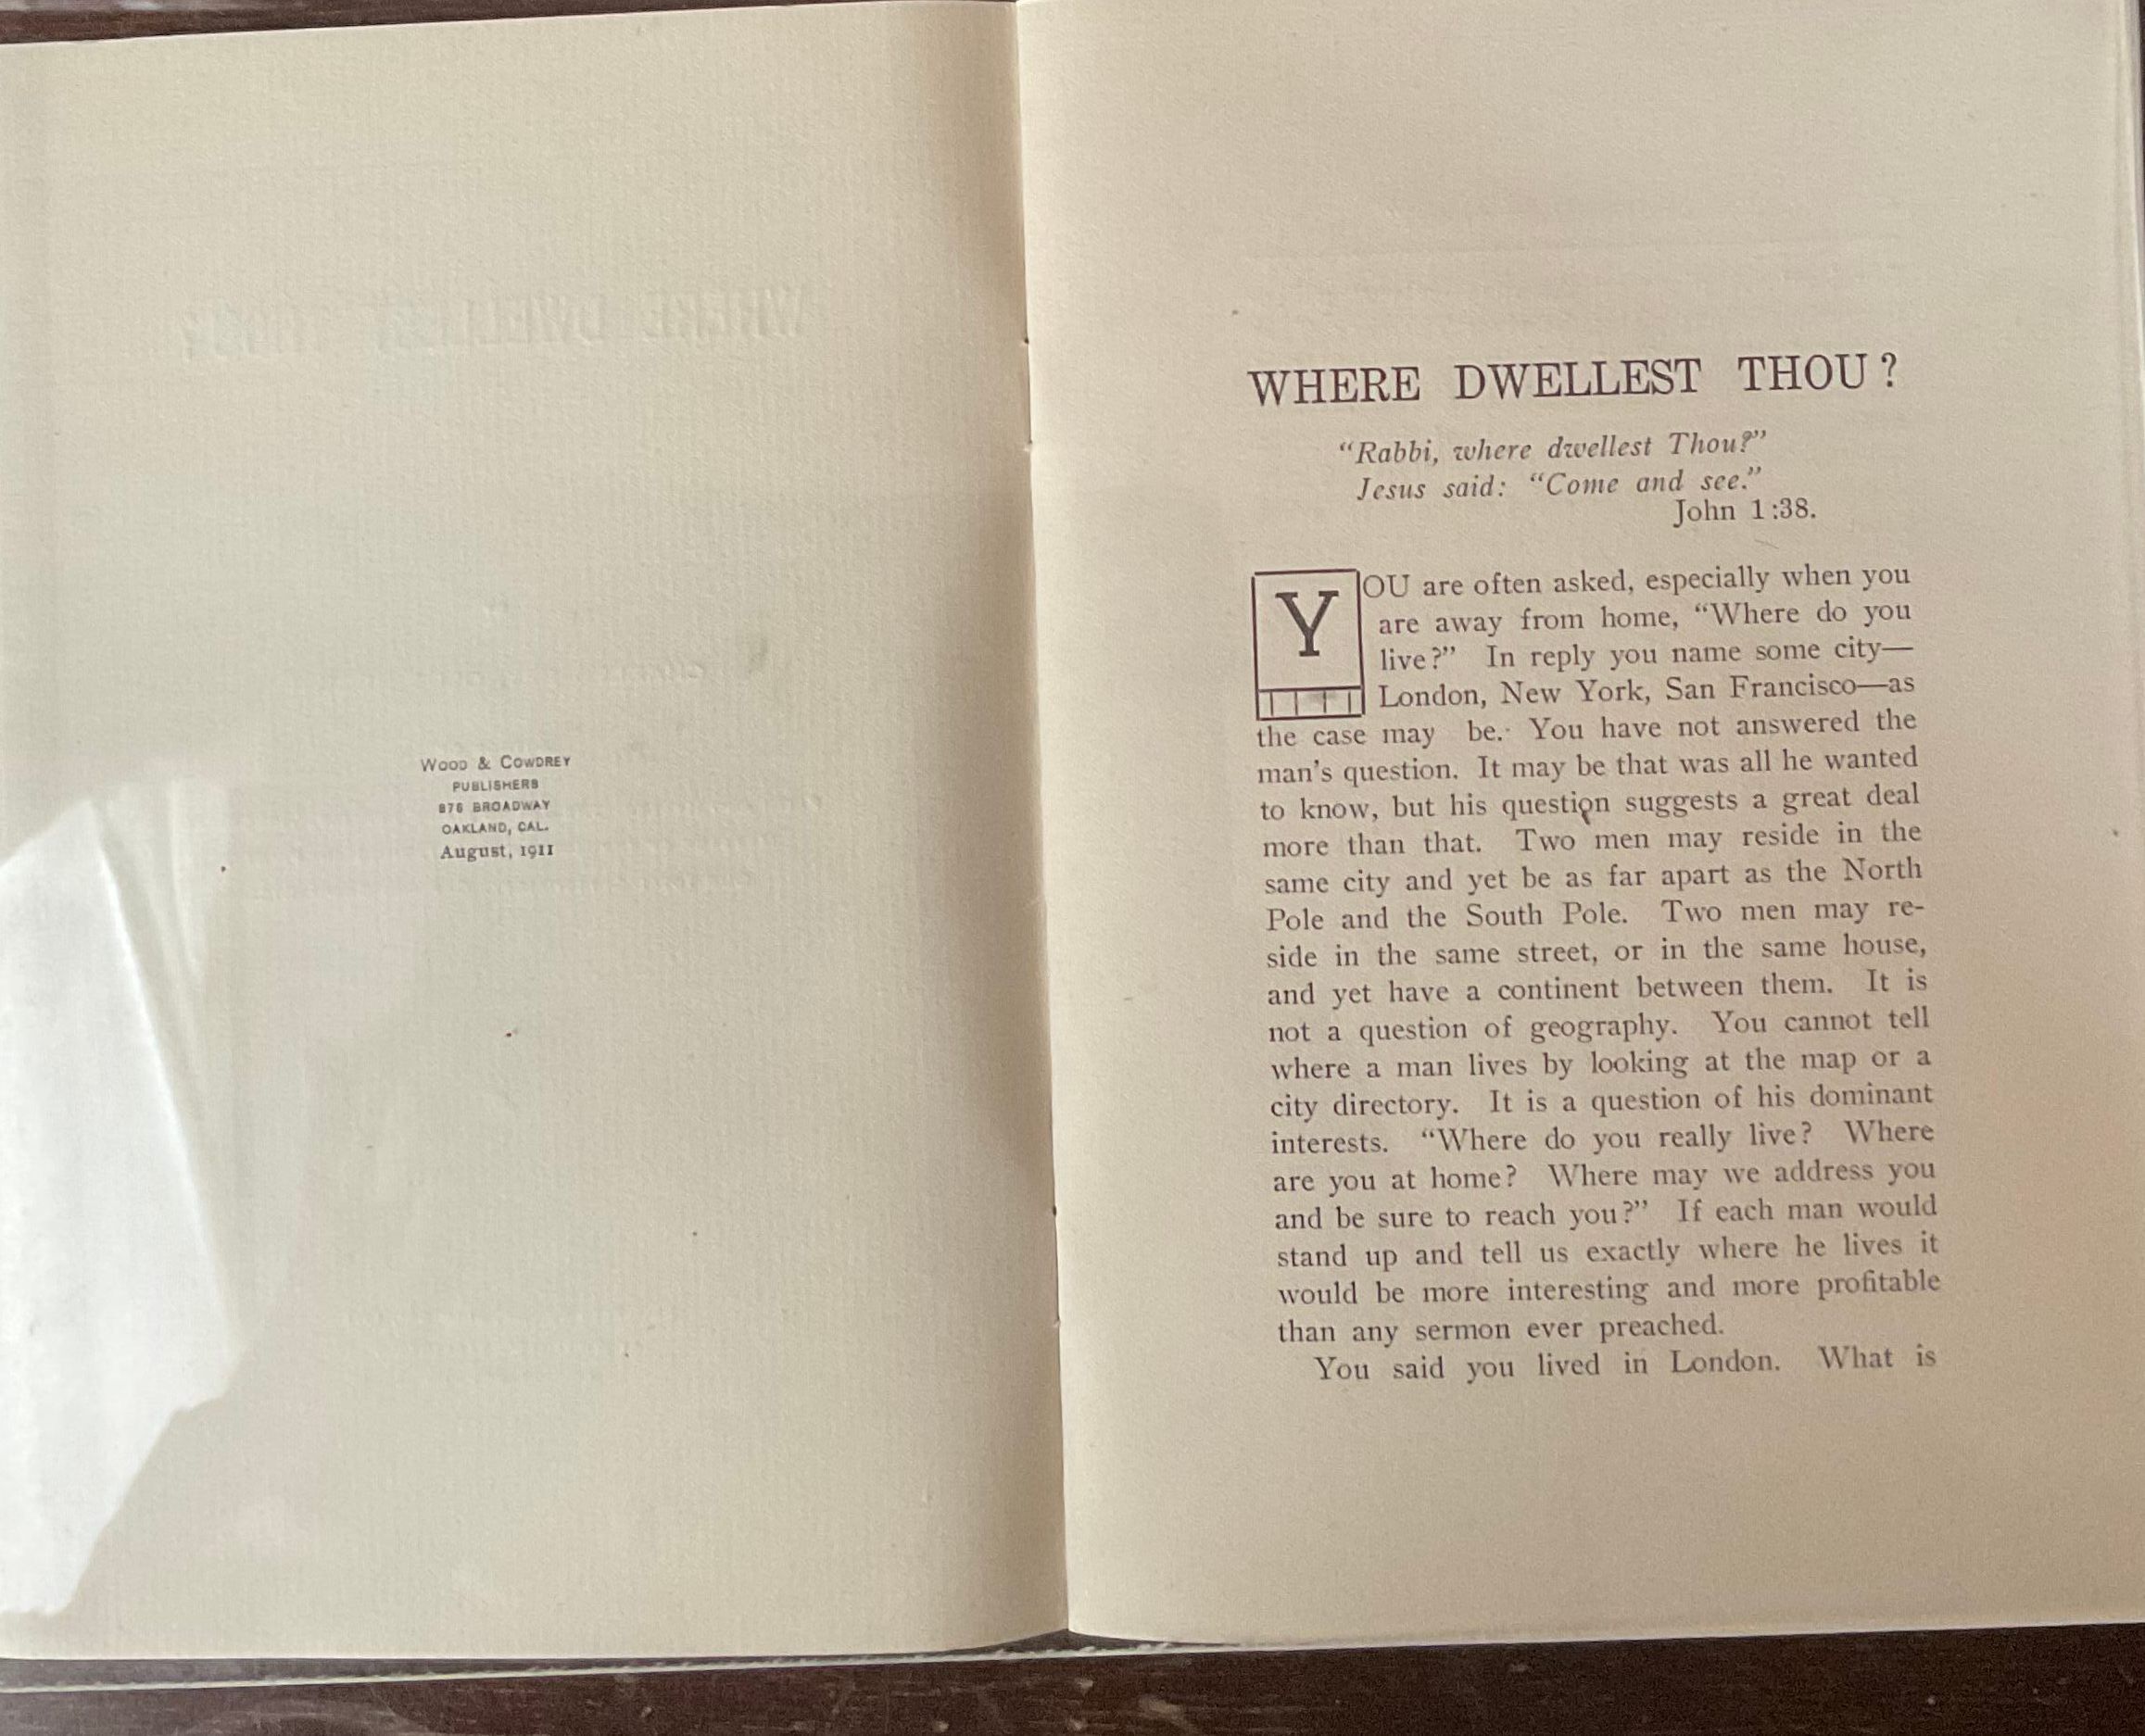 WOOD & COWDREY
PUBLISHERS
BROADWAY
OAKLAND, CAL.
August, 1911
WHERE DWELLEST THOU?
“Rabbi, where dwellest Thou?”
Jesus said: “Come and see.”
John 1:38.
YOU are often asked, especially when you
are away from home, “Where do you
live?” In reply you name some city—
London, New York, San Francisco—as
the case may be. You have not answered the
man’s question. It may be that was all he wanted
to know, but his question suggests a great deal
more than that. Two men may reside in the
same city and yet be as far apart as the North
Pole and the South Pole. Two men may re-
side in the same street, or in the same house,
and yet have a continent between them. It is
not a question of geography. You cannot tell
where a man lives by looking at the map or a
city directory. It is a question of his dominant
interests. “Where do you really live? Where
are you at home? Where may we address you
and be sure to reach you?” If each man would
stand up and tell us exactly where he lives it
would be more interesting and more profitable
than any sermon ever preached.
You said you lived in London. What is